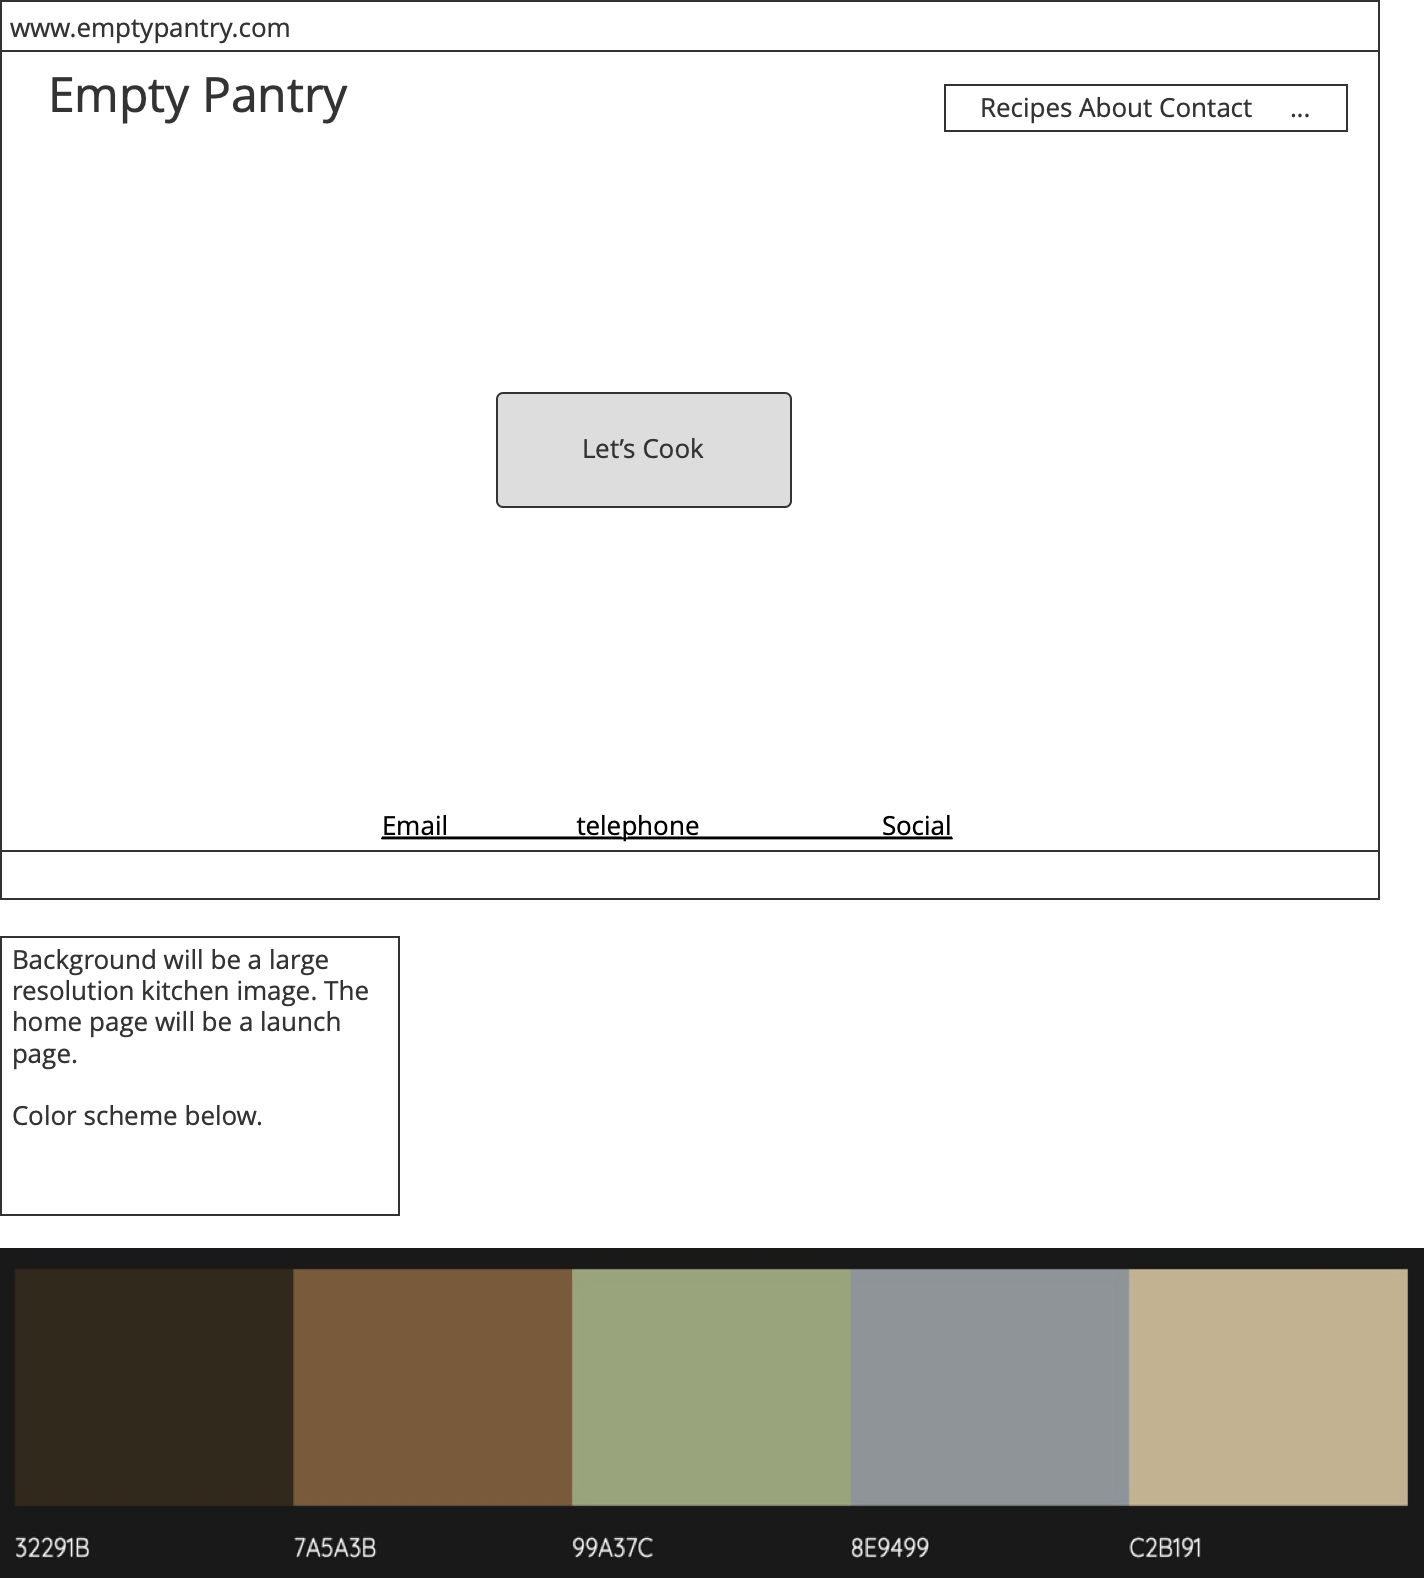 www.emptypantry.com
Empty Pantry
Recipes About Contact ...
Let’s Cook
Email telephone Social
Background will be a large
resolution kitchen image. The
home page will be a launch
page.
Color scheme below.
32291B 7A5A3B 99A37C 8E9499 C2B191